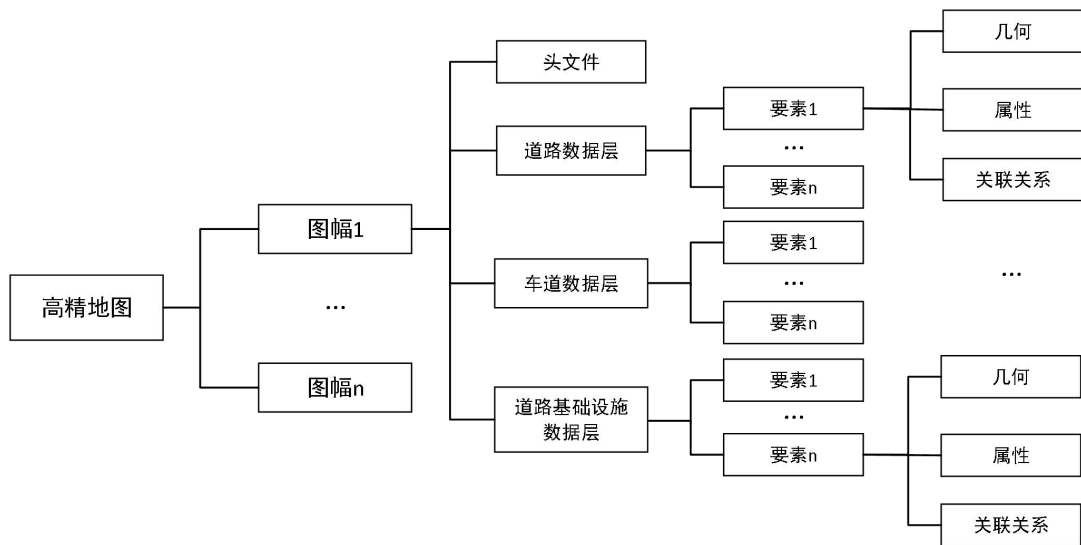 高精地图
图幅1
...
图幅n
头文件
道路数据层
车道数据层
道路基础设施
数据层
要素1
...
要素n
要素1
...
要素n
要素1
...
要素n
几何
属性
关联关系
...
几何
属性
关联关系